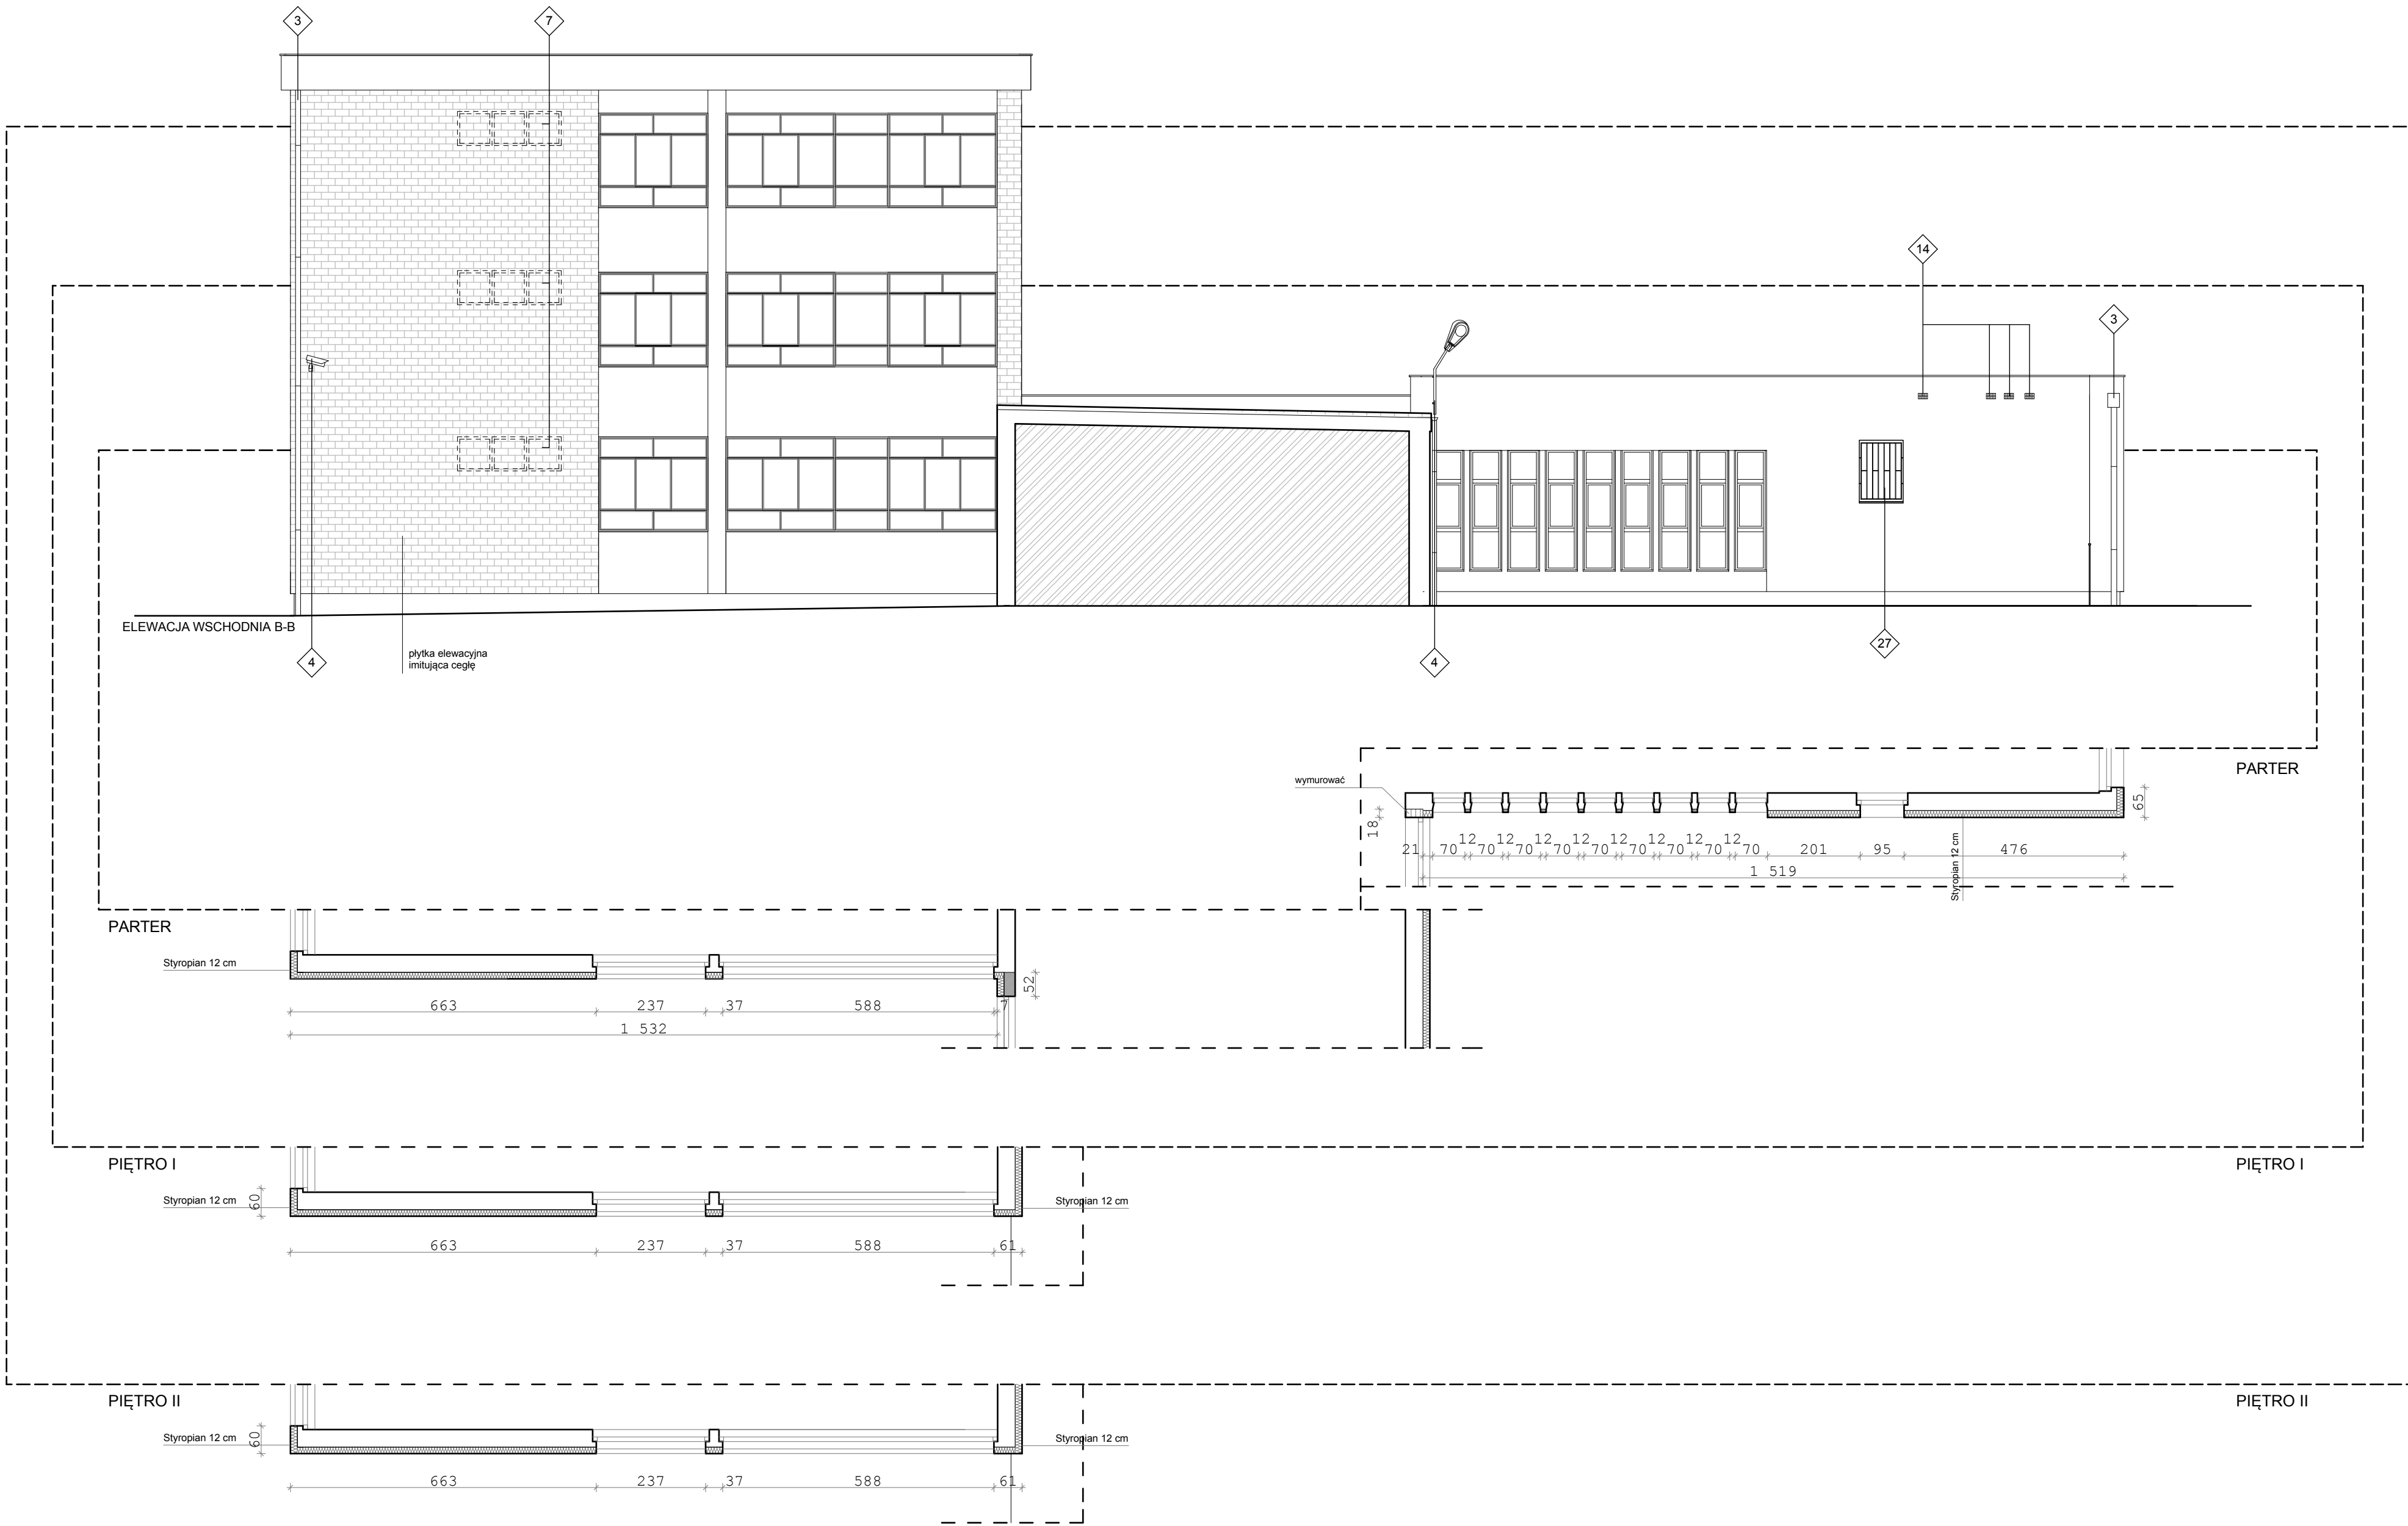 3
7
14
3
ELEWACJA WSCHODNIA B-B
4
płytka elewacyjna
imitująca cegłę
4
27
PARTER
wymurować
18
65
21 70 12 70 12 70 12 70 12 70 12 70 12 70 12 70 12 70 201 95 476
1 519
Styropian 12 cm
PARTER
Styropian 12 cm
52
663 237 37 588 7
1 532
PIĘTRO I
PIĘTRO I
Styropian 12 cm
60
Styropian 12 cm
663 237 37 588 61
PIĘTRO II
PIĘTRO II
Styropian 12 cm
60
Styropian 12 cm
663 237 37 588 61